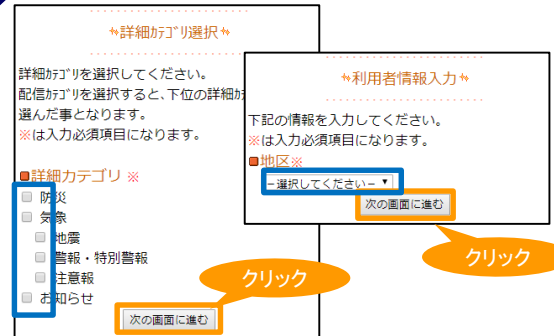 詳細ｶﾃｺﾞﾘ選択
詳細ｶﾃｺﾞﾘを選択してください。
配信ｶﾃｺﾞﾘを選択すると、下位の詳細ｶ
選んだ事となります。
※は入力必須項目になります。
■詳細カテゴリ ※
防災
気象
地震
警報・特別警報
注意報
お知らせ
次の画面に進む
クリック
利用者情報入力
下記の情報を入力してください。
※は入力必須項目になります。
■地区※
－選択してください－ ▼
次の画面に進む
クリック